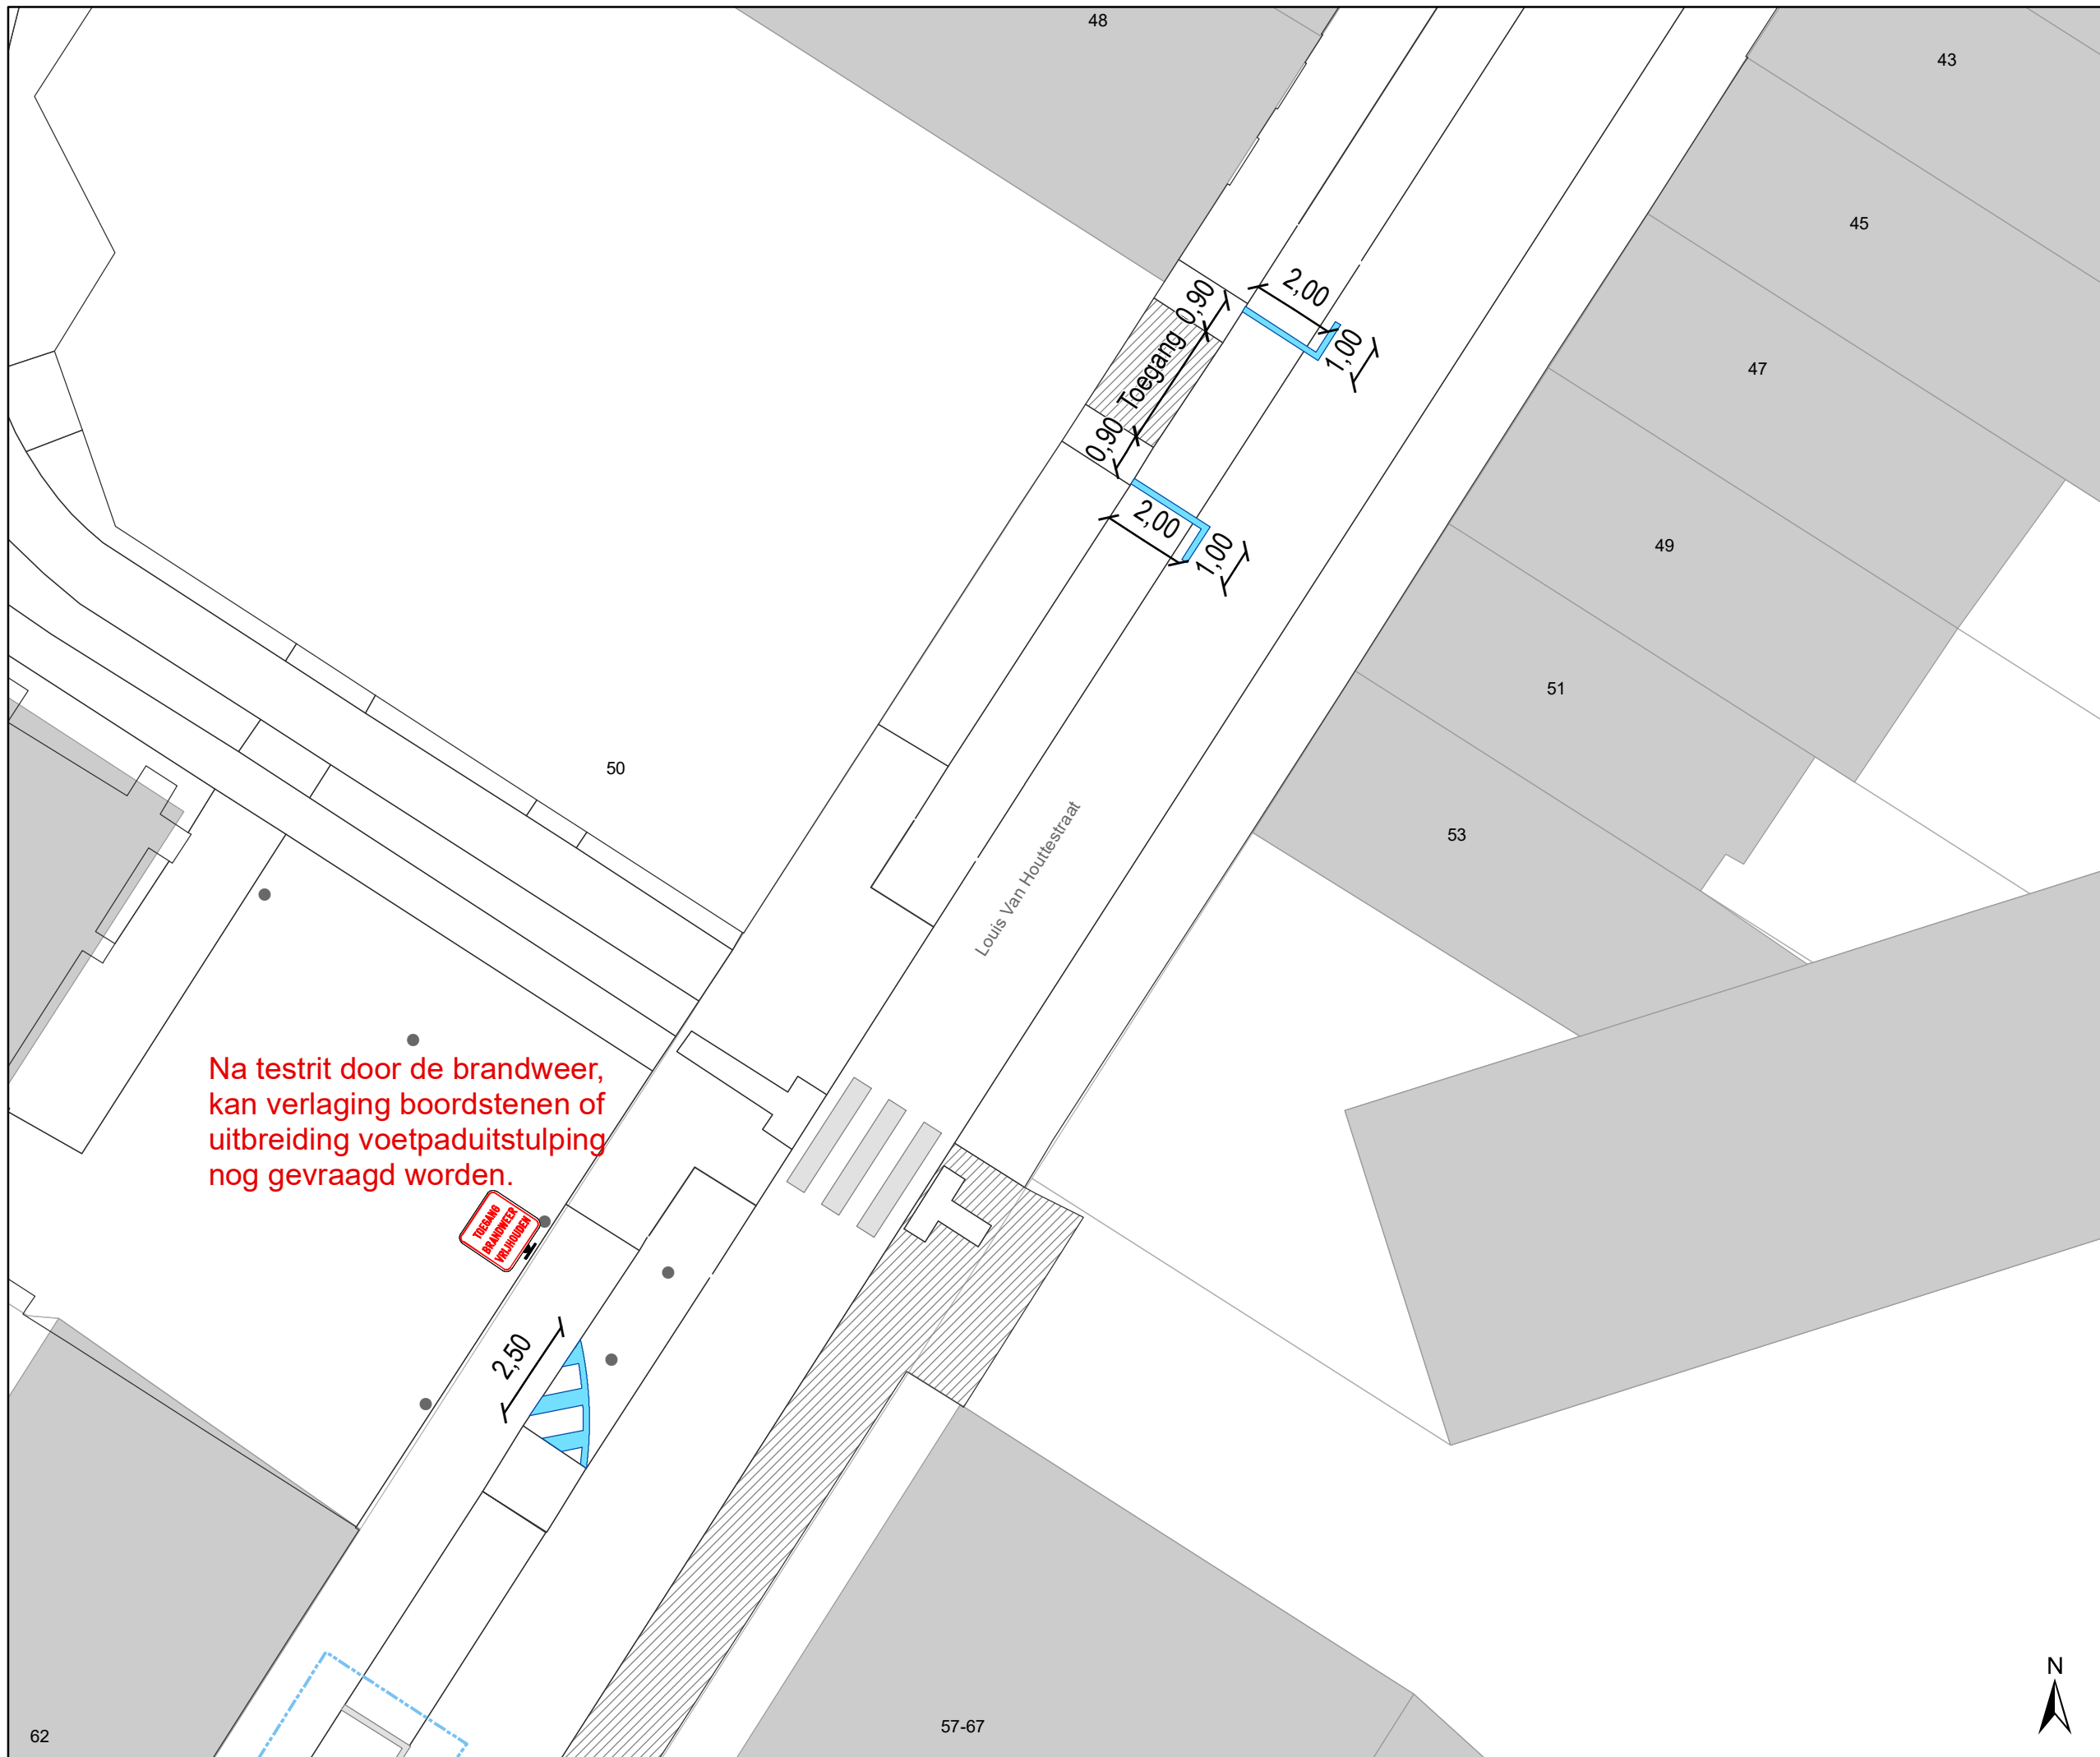 48
43
45
47
49
51
53
2,00
1,00
0,90
Toegang
0,90
2,00
1,00
50
Louis Van Houttestraat
Na testrit door de brandweer,
kan verlaging boordstenen of
uitbreiding voetpaduitstulping
nog gevraagd worden.
TOEGANG
BRANDWEER
VRIJHOUDEN
2,50
62
57-67
N